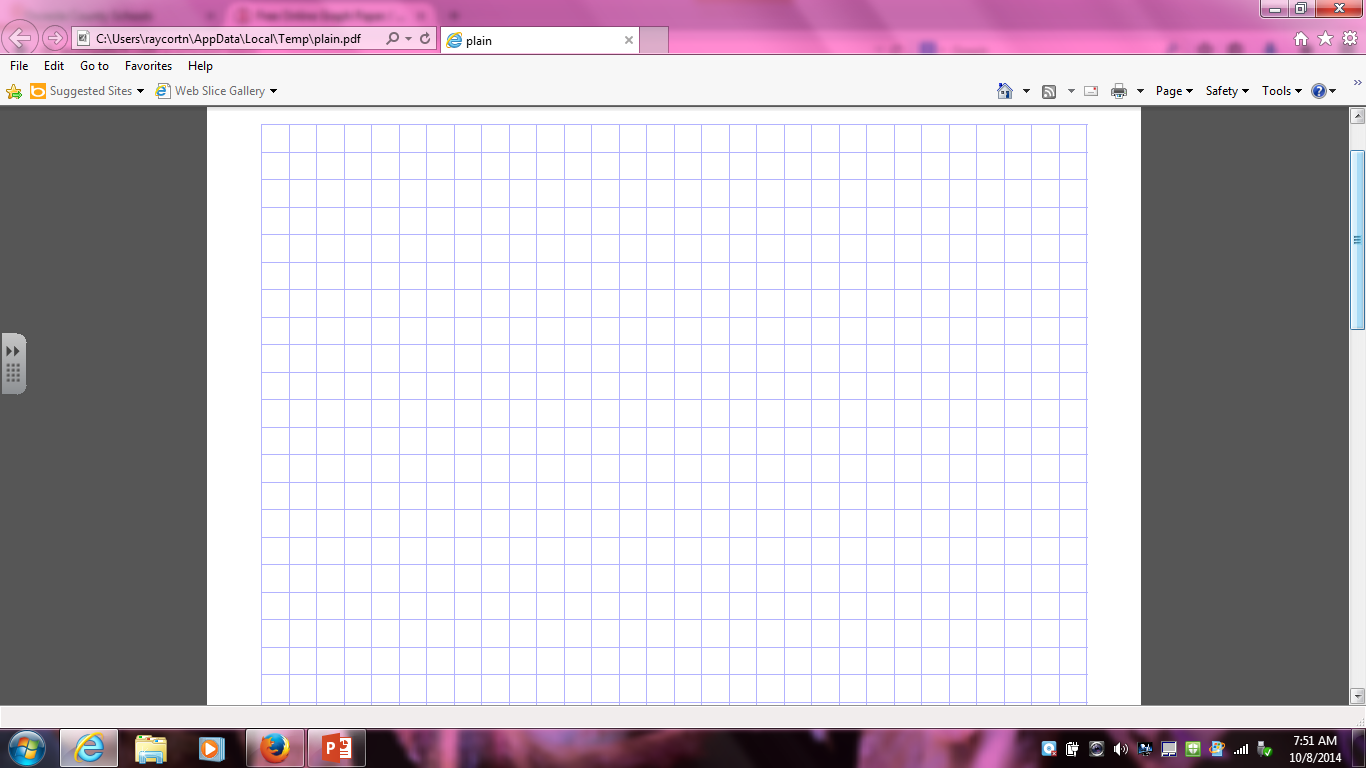 C:\Users\raycortn\AppData\Local\Temp\plain.pdf
plain
File Edit Go to Favorites Help
Suggested Sites Web Slice Gallery Page Safety Tools
7:51 AM
10/8/2014